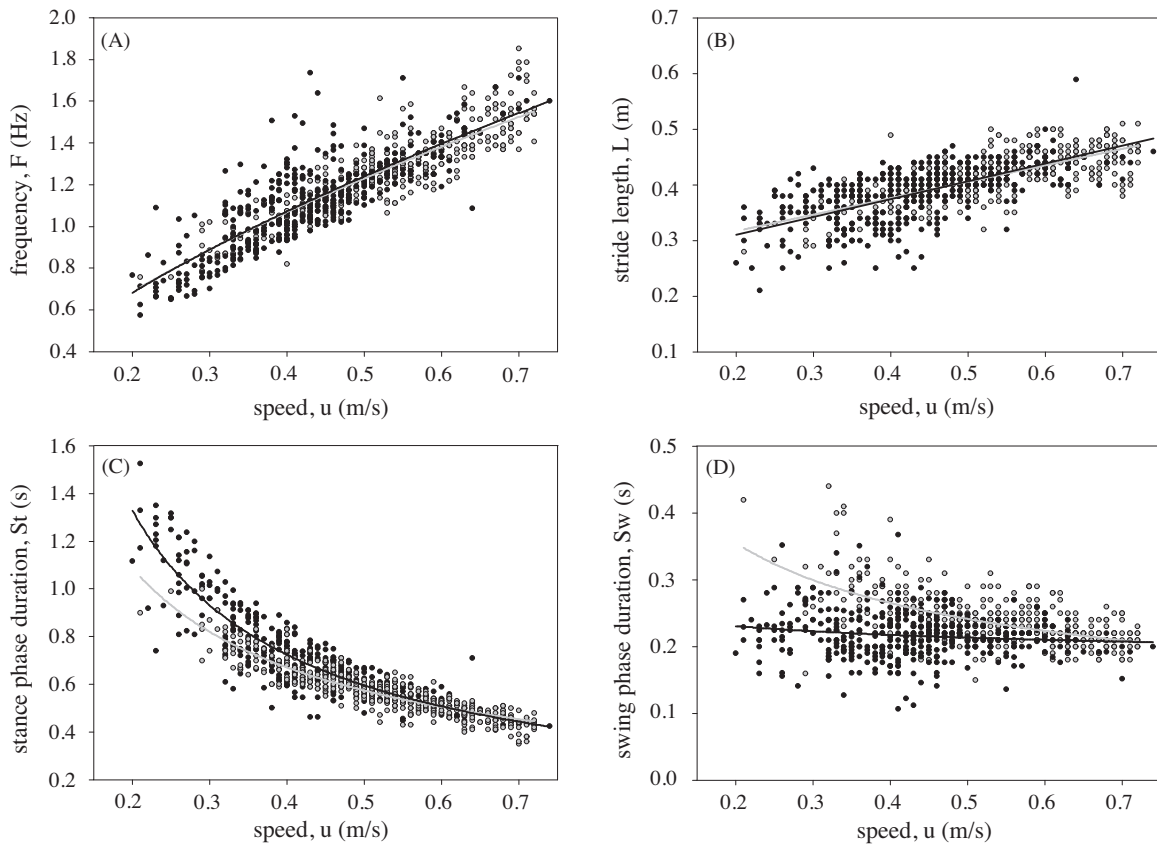 (A)
2.0
1.8
1.6
1.4
1.2
1.0
0.8
0.6
0.4
frequency, F (Hz)
0.2 0.3 0.4 0.5 0.6 0.7
speed, u (m/s)
(B)
0.7
0.6
0.5
0.4
0.3
0.2
0.1
stride length, L (m)
0.2 0.3 0.4 0.5 0.6 0.7
speed, u (m/s)
(C)
1.6
1.4
1.2
1.0
0.8
0.6
0.4
0.2
stance phase duration, St (s)
0.2 0.3 0.4 0.5 0.6 0.7
speed, u (m/s)
(D)
0.5
0.4
0.3
0.2
0.1
0.0
swing phase duration, Sw (s)
0.2 0.3 0.4 0.5 0.6 0.7
speed, u (m/s)